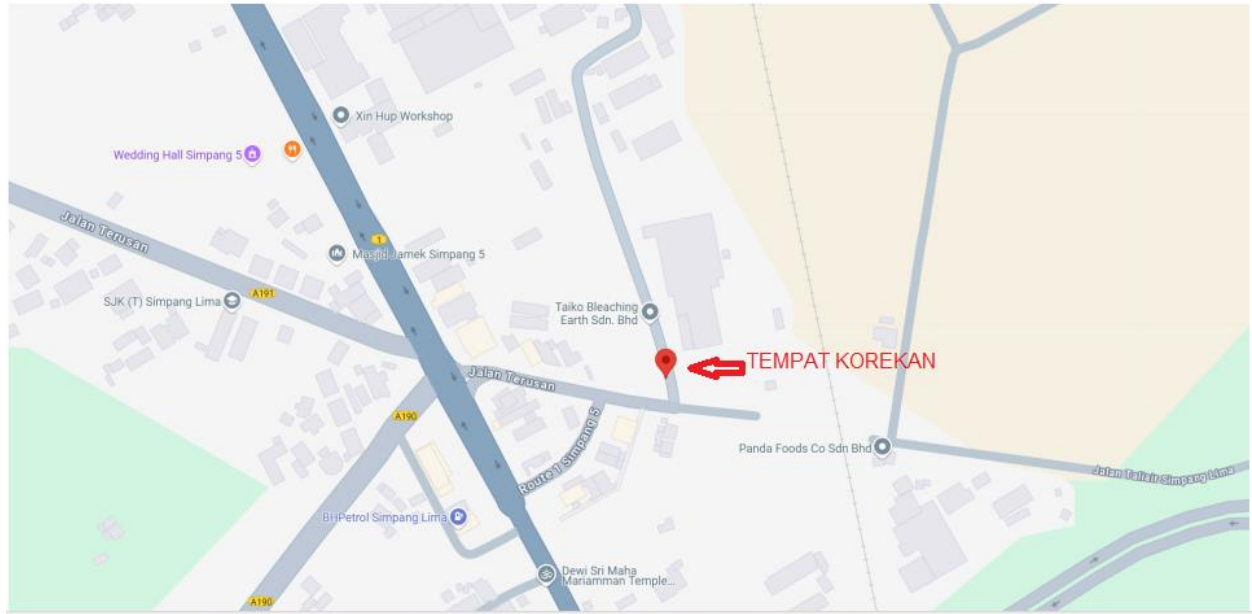 Xin Hup Workshop
Wedding Hall Simpang 5
1
Jalan Terusan
Masjid Jamek Simpang 5
SJK (T) Simpang Lima
A191
Taiko Bleaching
Earth Sdn. Bhd
TEMPAT KOREKAN
Jalan Terusan
A190
Route 1 Simpang 5
Panda Foods Co Sdn Bhd
Jalan Taliair Simpang Lima
BHPetrol Simpang Lima
Dewi Sri Maha
Mariamman Temple...
A190